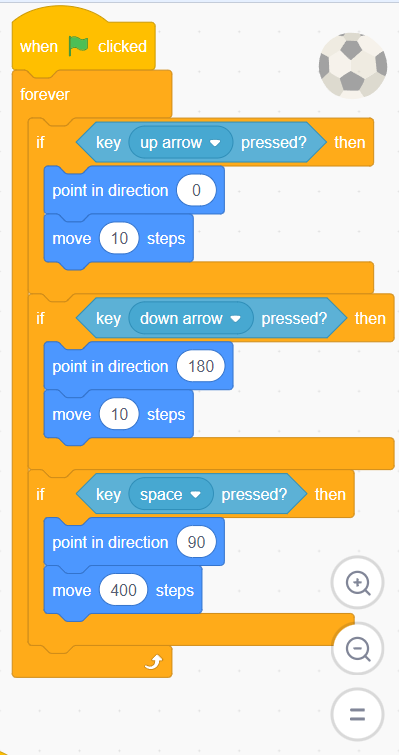 when clicked
forever
if key up arrow pressed? then
point in direction 0
move 10 steps
if key down arrow pressed? then
point in direction 180
move 10 steps
if key space pressed? then
point in direction 90
move 400 steps